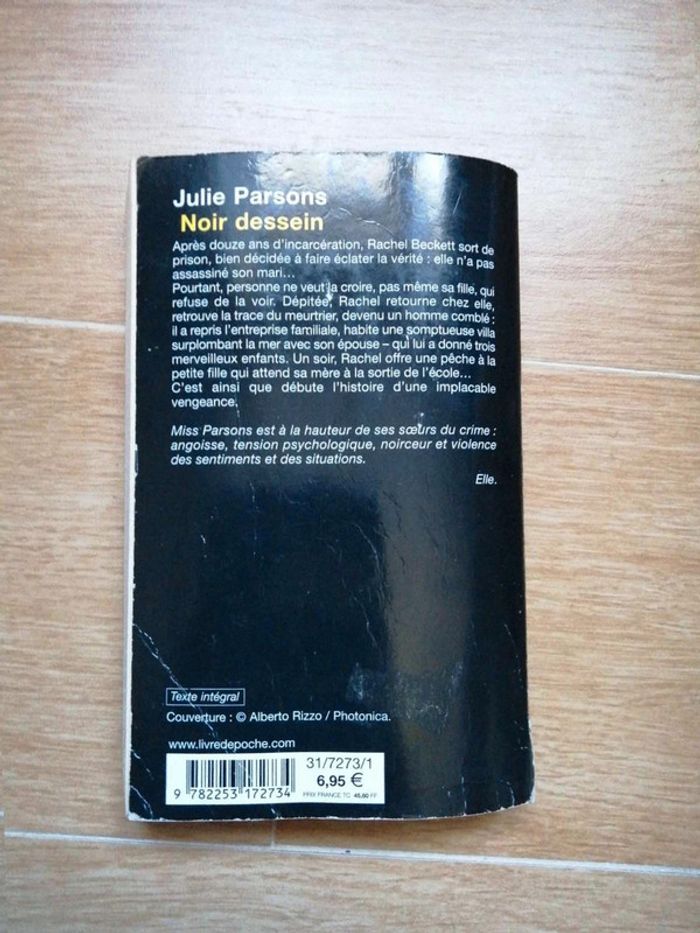 Julie Parsons
Noir dessein
Après douze ans d'incarcération, Rachel Beckett sort de
prison, bien décidée à faire éclater la vérité : elle n'a pas
assassiné son mari…
Pourtant, personne ne veut la croire, pas même sa fille, qui
refuse de la voir. Dépitée, Rachel retourne chez elle,
retrouve la trace du meurtrier, devenu un homme comblé :
il a repris l'entreprise familiale, habite une somptueuse villa
surplombant la mer avec son épouse – qui lui a donné trois
merveilleux enfants. Un soir, Rachel offre une pêche à la
petite fille qui attend sa mère à la sortie de l'école…
C'est ainsi que débute l'histoire d'une implacable
vengeance.
Miss Parsons est à la hauteur de ses sœurs du crime :
angoisse, tension psychologique, noirceur et violence
des sentiments et des situations.
Elle.
Texte intégral
Couverture : © Alberto Rizzo / Photonica.
www.livredepoche.com
31/7273/1
6,95 €
9 782253 172734
PRIX FRANCE TC 45.60 FF